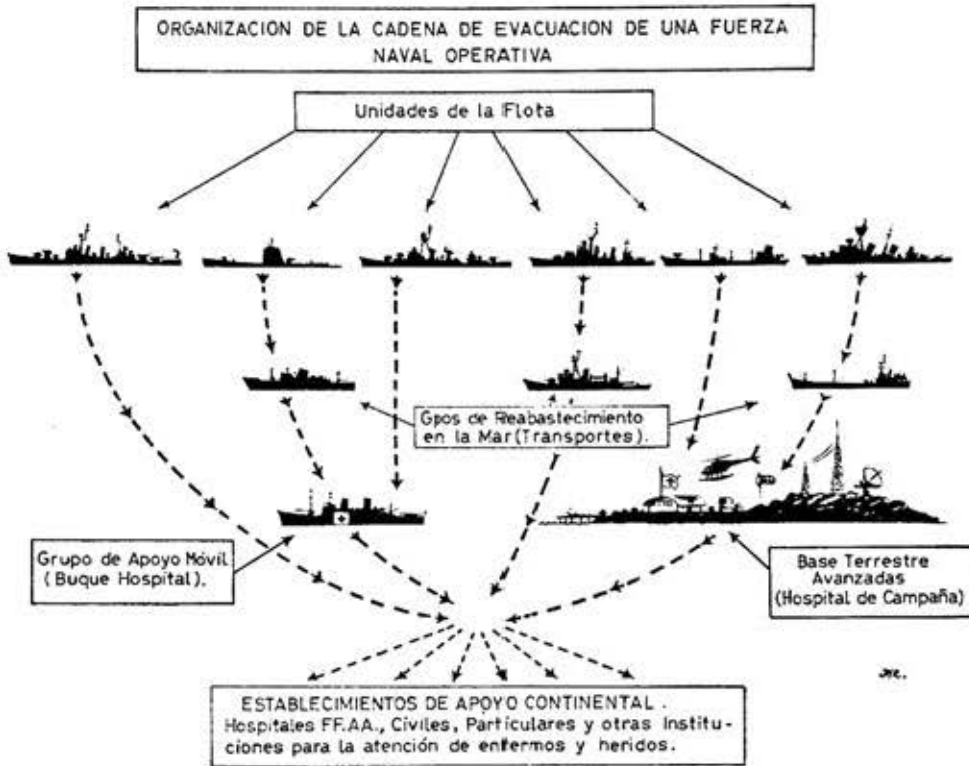 ORGANIZACION DE LA CADENA DE EVACUACION DE UNA FUERZA
NAVAL OPERATIVA
Unidades de la Flota
Gpos de Reabastecimiento
en la Mar (Transportes).
Grupo de Apoyo Móvil
(Buque Hospital).
Base Terrestre
Avanzadas
(Hospital de Campaña)
ESTABLECIMIENTOS DE APOYO CONTINENTAL.
Hospitales FF.AA., Civiles, Particulares y otras Institu-
ciones para la atención de enfermos y heridos.